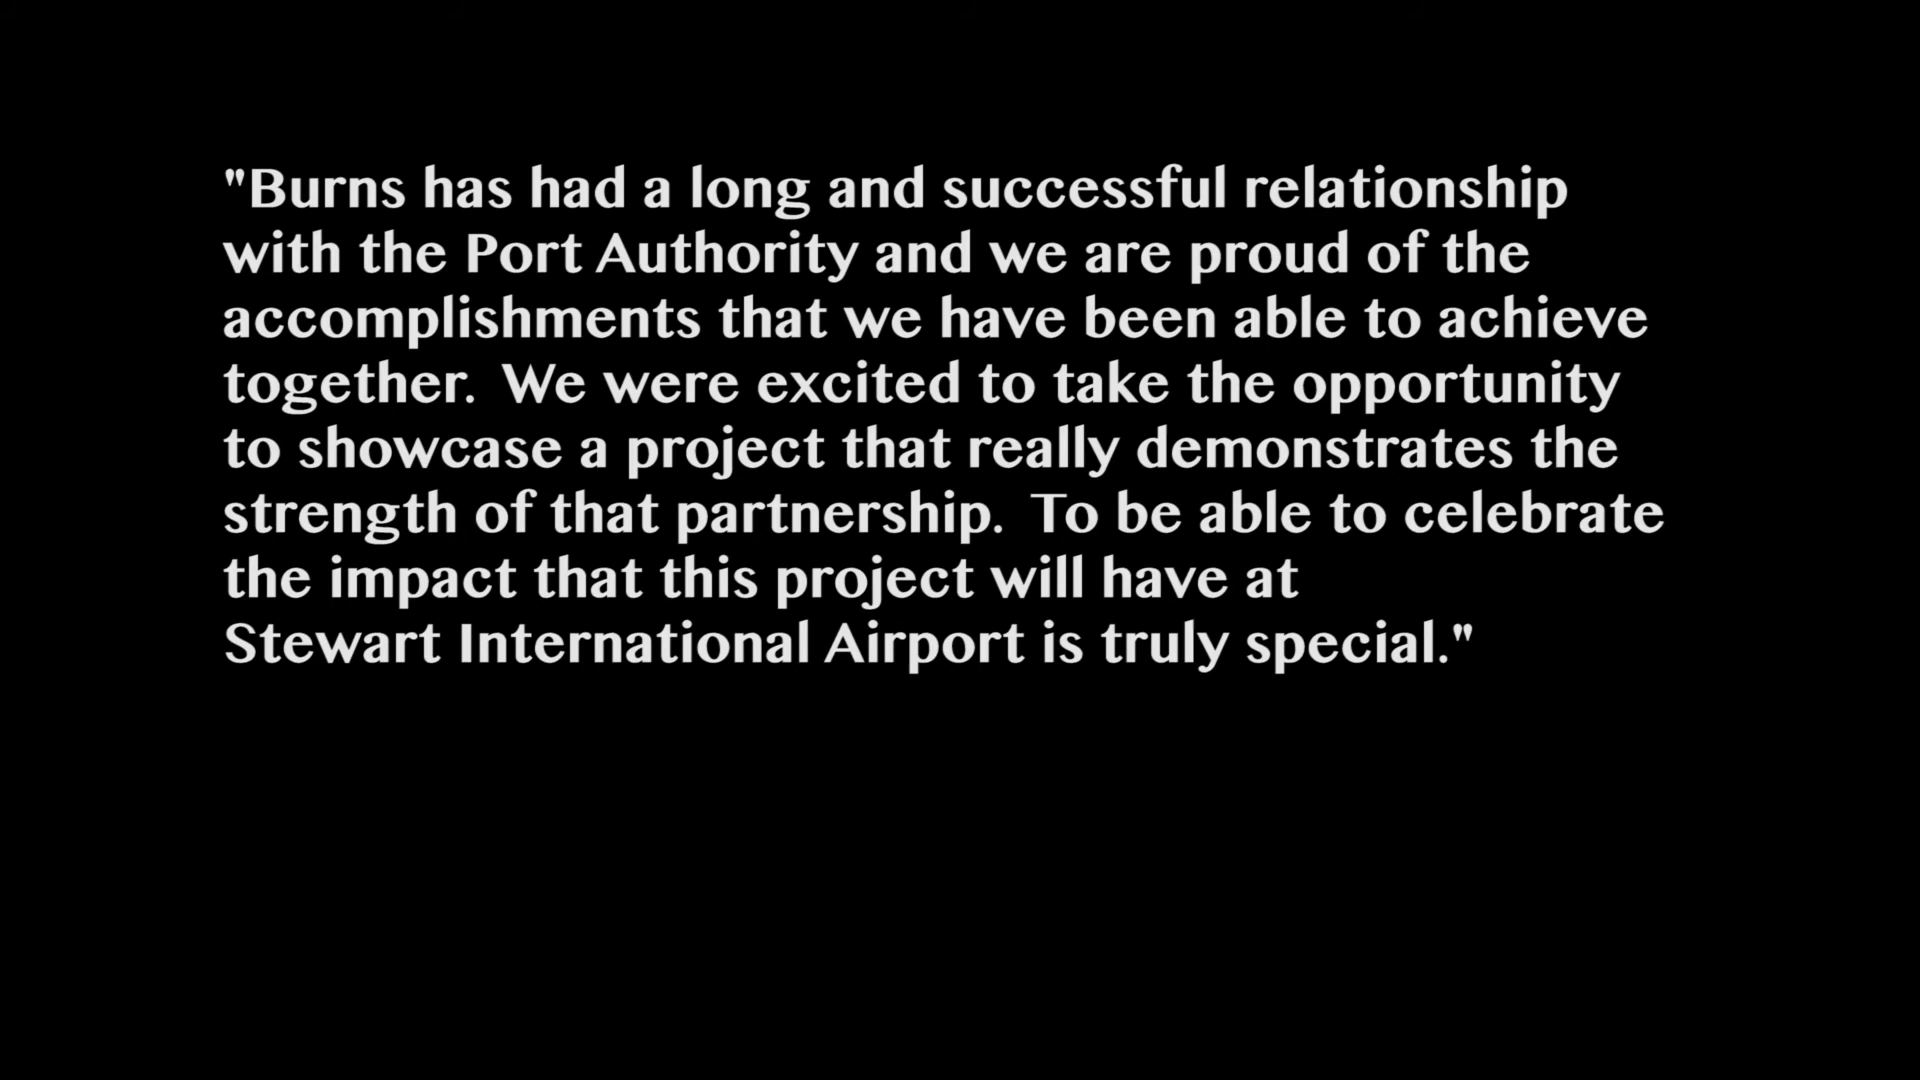 "Burns has had a long and successful relationship
with the Port Authority and we are proud of the
accomplishments that we have been able to achieve
together.  We were excited to take the opportunity
to showcase a project that really demonstrates the
strength of that partnership.  To be able to celebrate
the impact that this project will have at
Stewart International Airport is truly special."